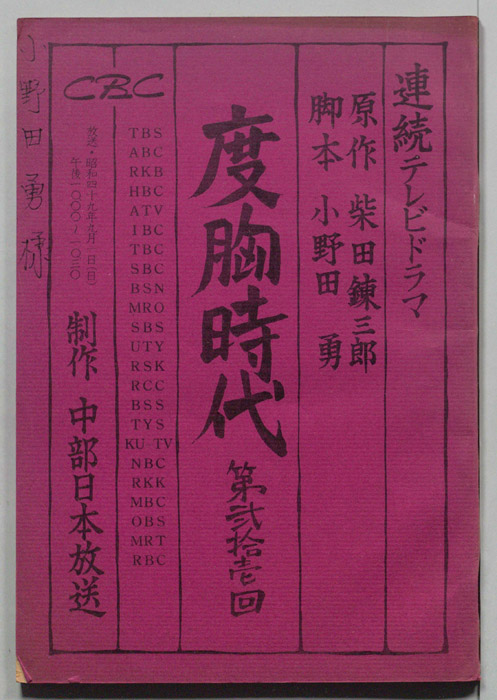 連続テレビドラマ
原作 柴田錬三郎
脚本 小野田 勇
度胸時代 第弐拾壱回
TBS
ABC
RKB
HBC
ATV
IBC
TBC
SBC
BSN
MRO
SBS
UTY
RSK
RCC
BSS
TYS
KU-TV
NBC
RKK
MBC
OBS
MRT
RBC
CBC
放送・昭和四十九年九月 日(日)
午後一〇:〇〇〜一〇:三〇
制作 中部日本放送
小野田勇様